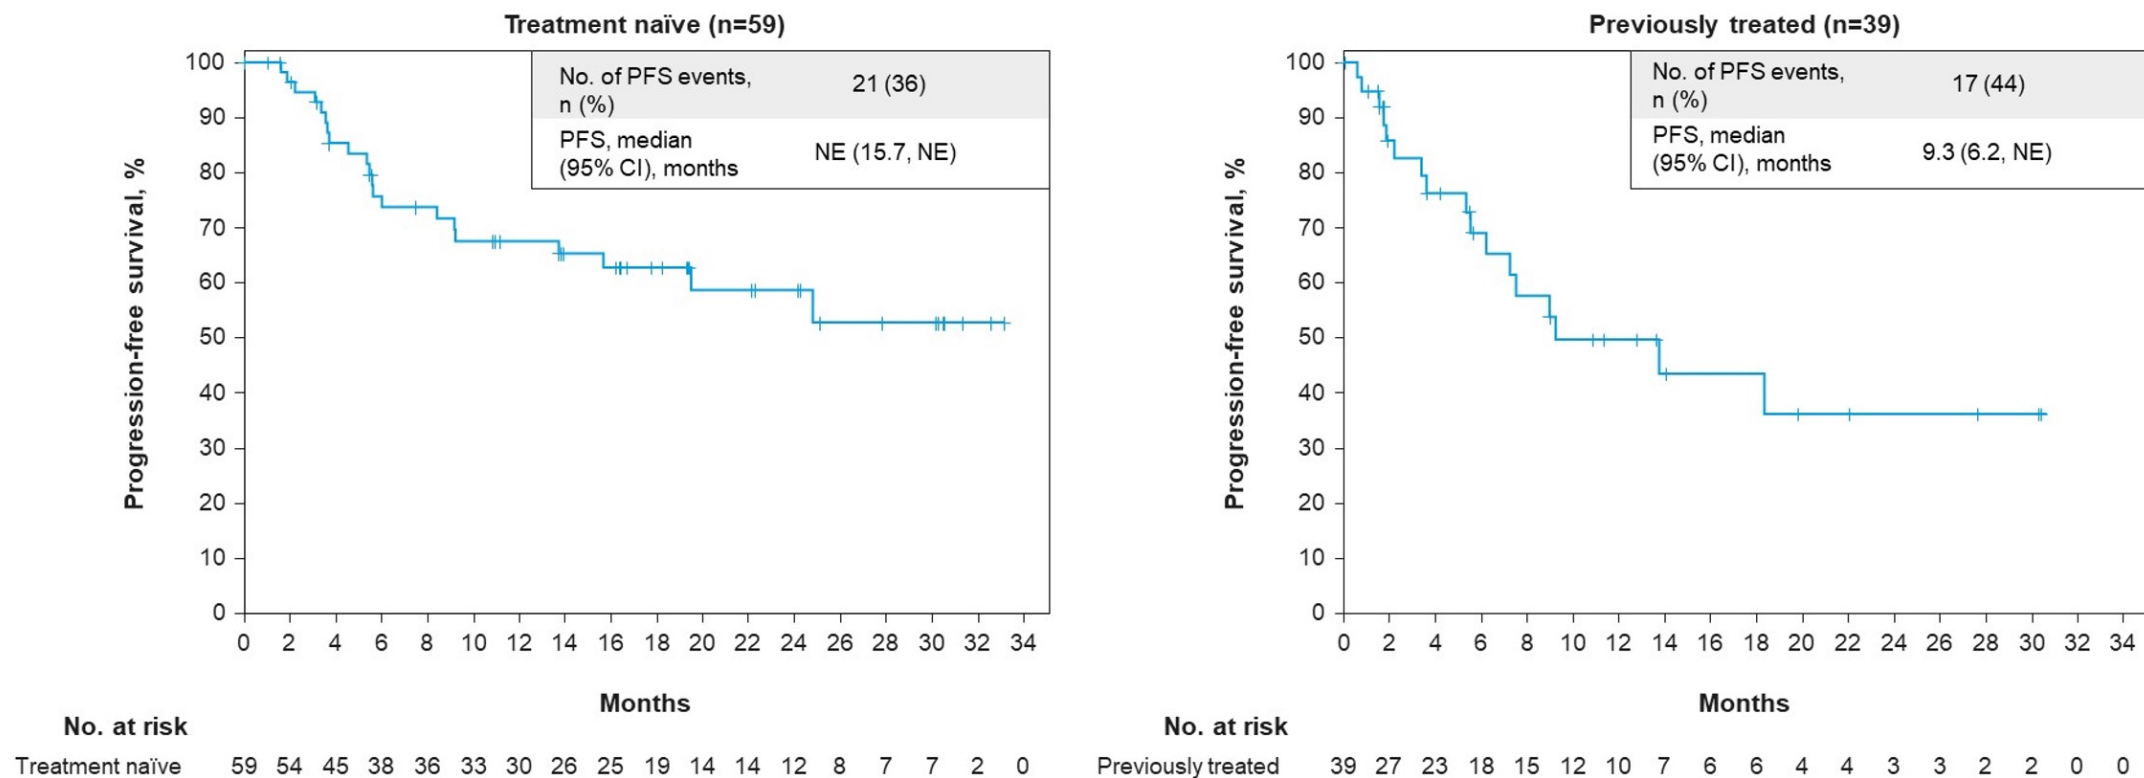 Treatment naïve (n=59)
No. of PFS events,
n (%)
21 (36)
PFS, median
(95% CI), months
NE (15.7, NE)
Progression-free survival, %
100
90
80
70
60
50
40
30
20
10
0
0 2 4 6 8 10 12 14 16 18 20 22 24 26 28 30 32 34
Months
No. at risk
Treatment naïve 59 54 45 38 36 33 30 26 25 19 14 14 12 8 7 7 2 0
Previously treated (n=39)
No. of PFS events,
n (%)
17 (44)
PFS, median
(95% CI), months
9.3 (6.2, NE)
Progression-free survival, %
100
90
80
70
60
50
40
30
20
10
0
0 2 4 6 8 10 12 14 16 18 20 22 24 26 28 30 32 34
Months
No. at risk
Previously treated 39 27 23 18 15 12 10 7 6 6 4 4 3 3 2 2 0 0